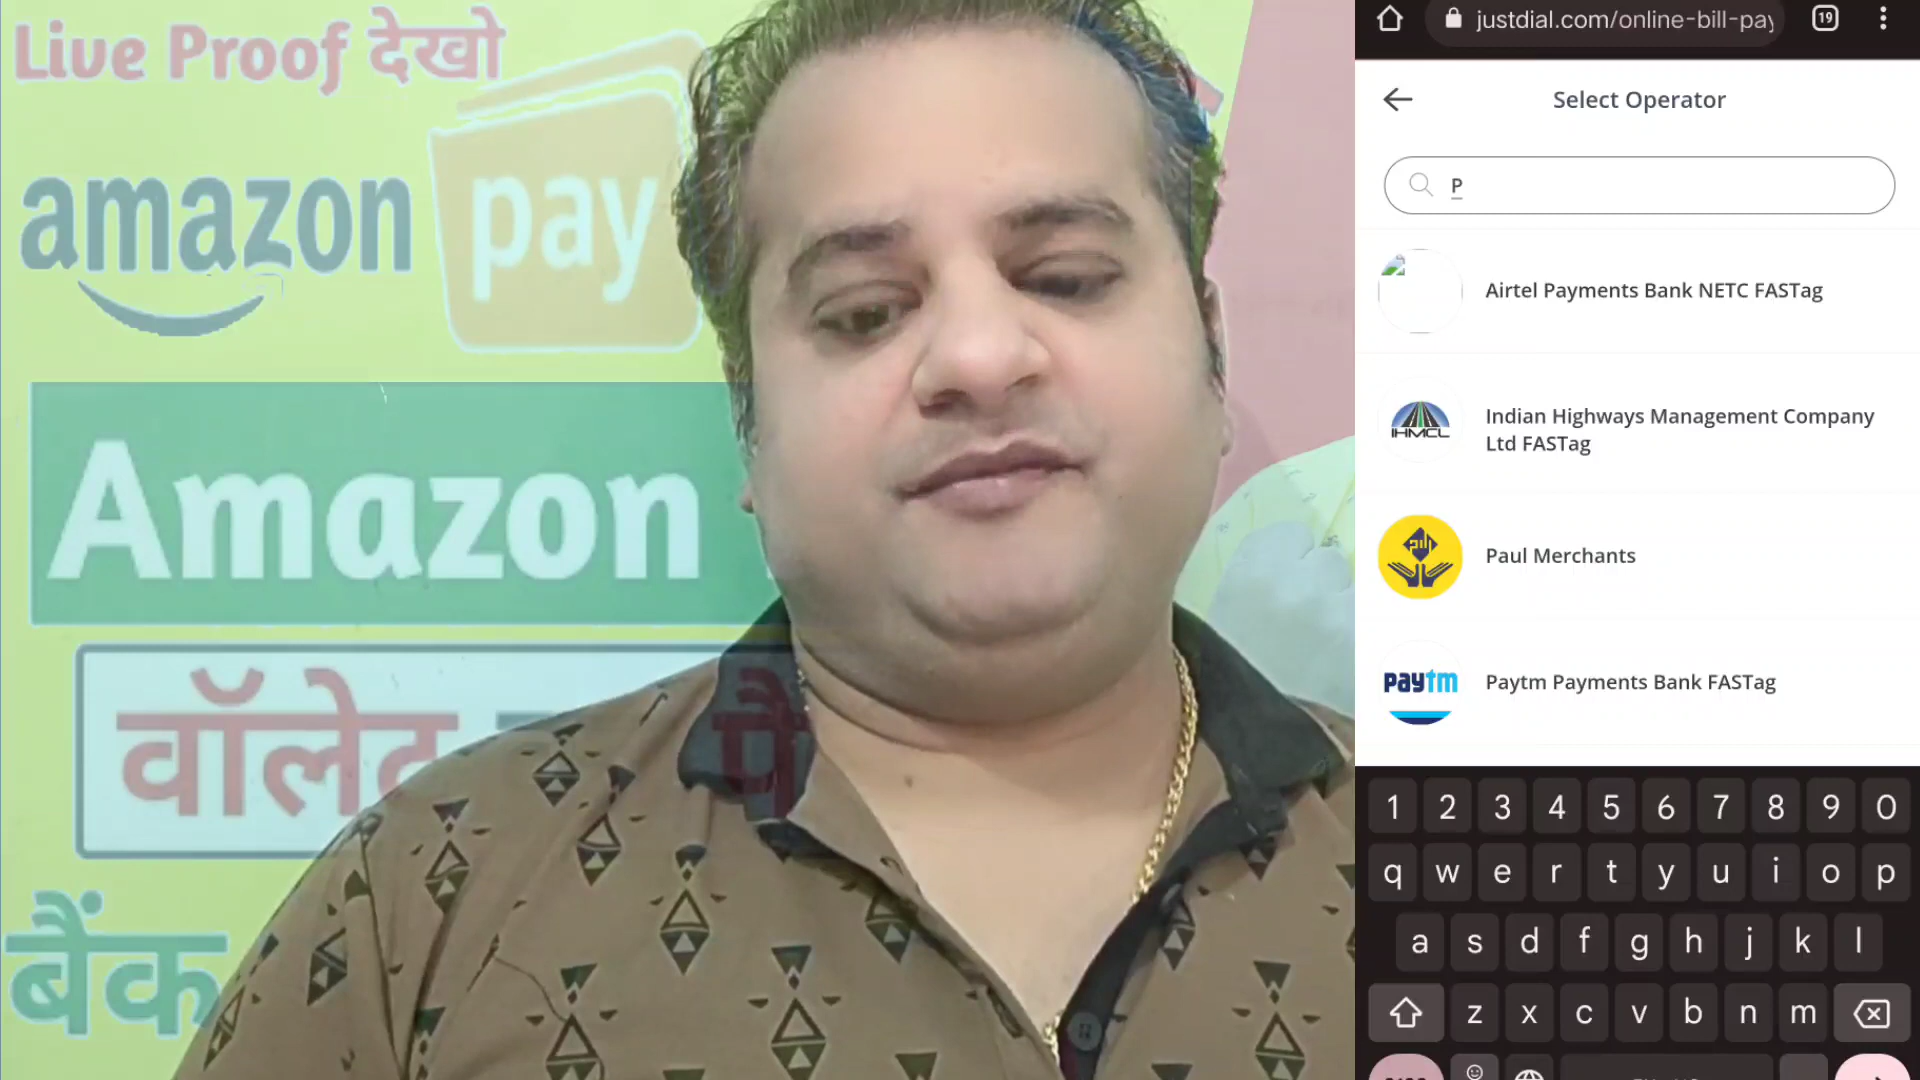 Live Proof देखो
amazon pay
Amazon
वॉलेट
पै
बैंक
justdial.com/online-bill-pay
19
Select Operator
P
Airtel Payments Bank NETC FASTag
IHMCL
Indian Highways Management Company
Ltd FASTag
Paul Merchants
paytm
Paytm Payments Bank FASTag
1 2 3 4 5 6 7 8 9 0
q w e r t y u i o p
a s d f g h j k l
z x c v b n m